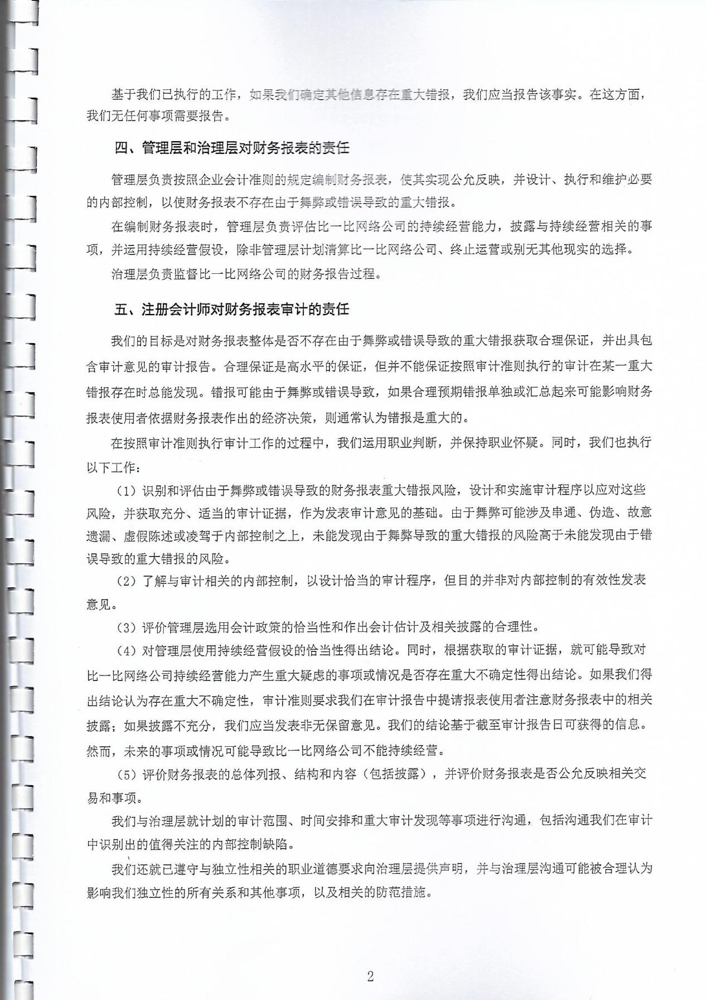 基于我们已执行的工作，如果我们确定其他信息存在重大错报，我们应当报告该事实。在这方面，
我们无任何事项需要报告。
四、管理层和治理层对财务报表的责任
管理层负责按照企业会计准则的规定编制财务报表，使其实现公允反映，并设计、执行和维护必要
的内部控制，以使财务报表不存在由于舞弊或错误导致的重大错报。
在编制财务报表时，管理层负责评估比一比网络公司的持续经营能力，披露与持续经营相关的事
项，并运用持续经营假设，除非管理层计划清算比一比网络公司、终止运营或别无其他现实的选择。
治理层负责监督比一比网络公司的财务报告过程。
五、注册会计师对财务报表审计的责任
我们的目标是对财务报表整体是否不存在由于舞弊或错误导致的重大错报获取合理保证，并出具包
含审计意见的审计报告。合理保证是高水平的保证，但并不能保证按照审计准则执行的审计在某一重大
错报存在时总能发现。错报可能由于舞弊或错误导致，如果合理预期错报单独或汇总起来可能影响财务
报表使用者依据财务报表作出的经济决策，则通常认为错报是重大的。
在按照审计准则执行审计工作的过程中，我们运用职业判断，并保持职业怀疑。同时，我们也执行
以下工作：
（1）识别和评估由于舞弊或错误导致的财务报表重大错报风险，设计和实施审计程序以应对这些
风险，并获取充分、适当的审计证据，作为发表审计意见的基础。由于舞弊可能涉及串通、伪造、故意
遗漏、虚假陈述或凌驾于内部控制之上，未能发现由于舞弊导致的重大错报的风险高于未能发现由于错
误导致的重大错报的风险。
（2）了解与审计相关的内部控制，以设计恰当的审计程序，但目的并非对内部控制的有效性发表
意见。
（3）评价管理层选用会计政策的恰当性和作出会计估计及相关披露的合理性。
（4）对管理层使用持续经营假设的恰当性得出结论。同时，根据获取的审计证据，就可能导致对
比一比网络公司持续经营能力产生重大疑虑的事项或情况是否存在重大不确定性得出结论。如果我们得
出结论认为存在重大不确定性，审计准则要求我们在审计报告中提请报表使用者注意财务报表中的相关
披露；如果披露不充分，我们应当发表非无保留意见。我们的结论基于截至审计报告日可获得的信息。
然而，未来的事项或情况可能导致比一比网络公司不能持续经营。
（5）评价财务报表的总体列报、结构和内容（包括披露），并评价财务报表是否公允反映相关交
易和事项。
我们与治理层就计划的审计范围、时间安排和重大审计发现等事项进行沟通，包括沟通我们在审计
中识别出的值得关注的内部控制缺陷。
我们还就已遵守与独立性相关的职业道德要求向治理层提供声明，并与治理层沟通可能被合理认为
影响我们独立性的所有关系和其他事项，以及相关的防范措施。
2